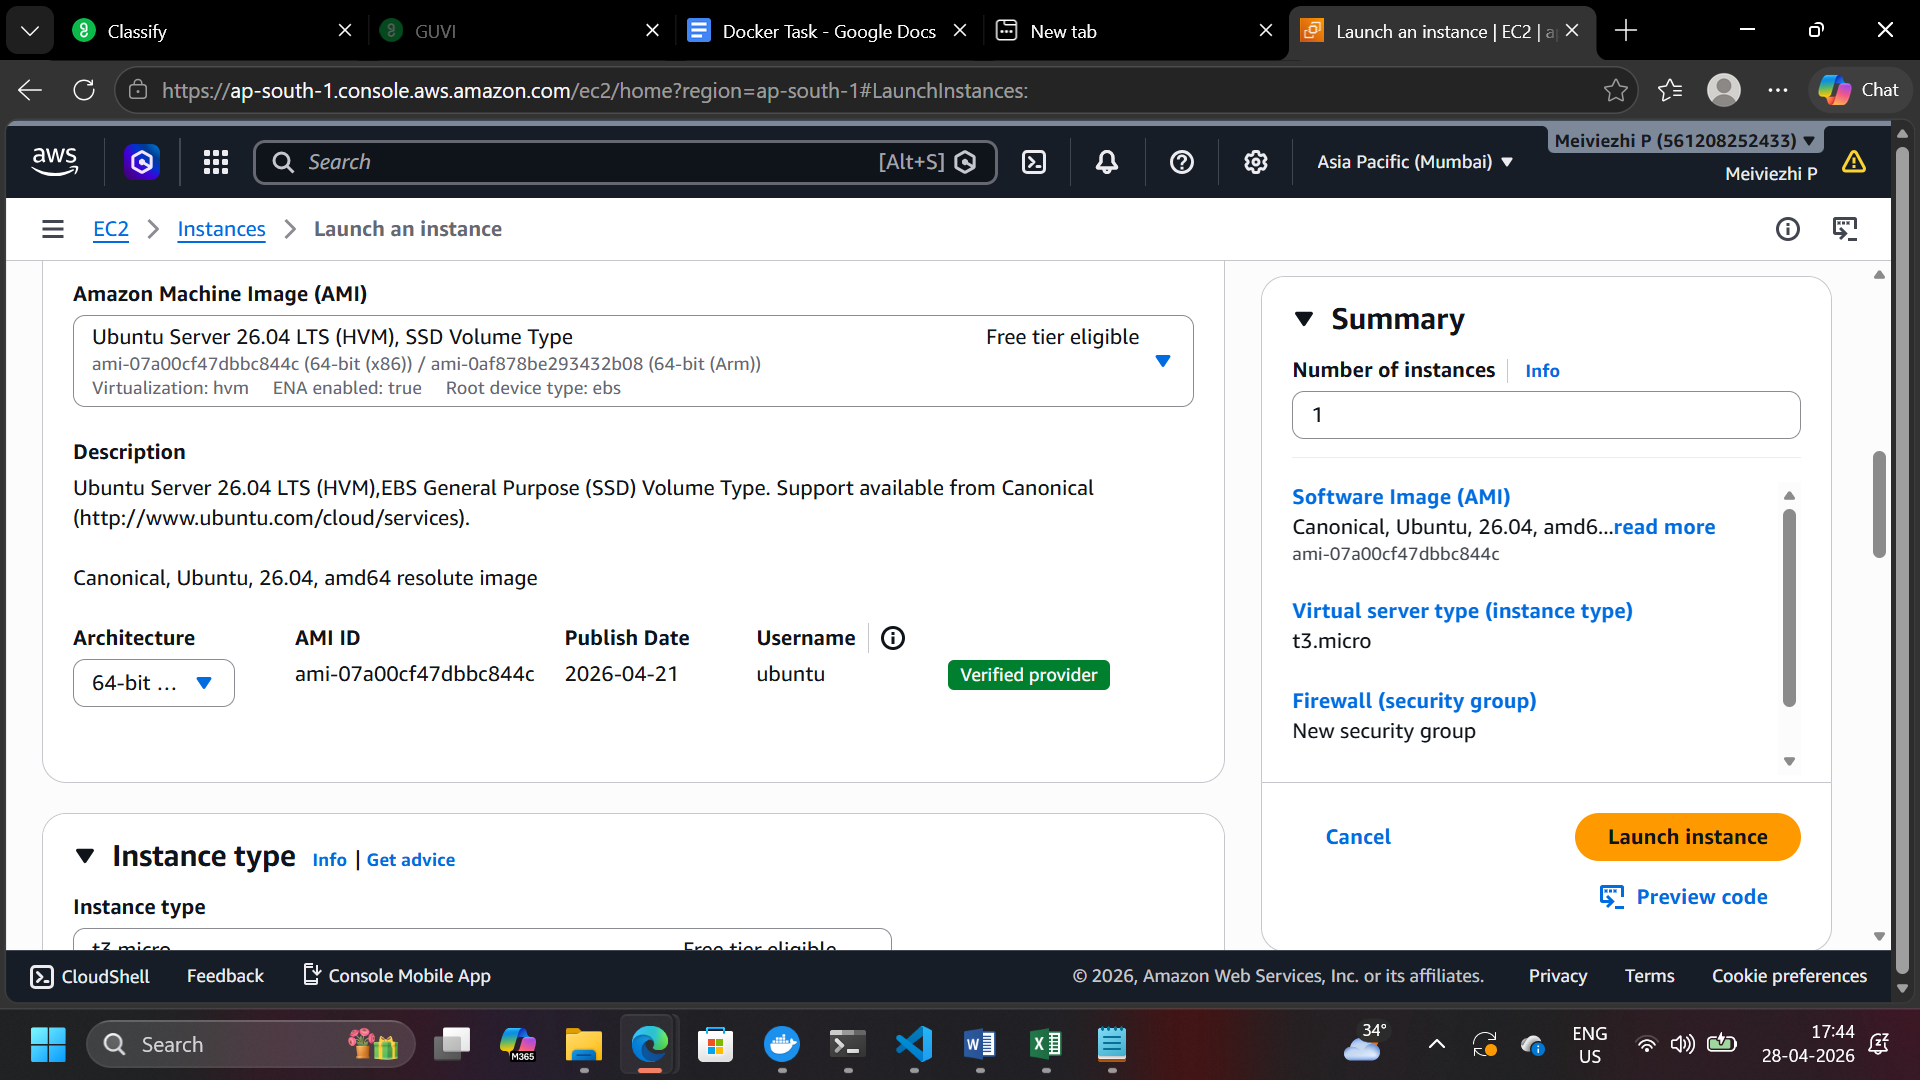 Classify
GUVI
Docker Task - Google Docs
New tab
Launch an instance | EC2 | a
https://ap-south-1.console.aws.amazon.com/ec2/home?region=ap-south-1#LaunchInstances:
Chat
aws
Search
[Alt+S]
Asia Pacific (Mumbai)
Meiviezhi P (561208252433)
Meiviezhi P
EC2
Instances
Launch an instance
Amazon Machine Image (AMI)
Ubuntu Server 26.04 LTS (HVM), SSD Volume Type
Free tier eligible
ami-07a00cf47dbbc844c (64-bit (x86)) / ami-0af878be293432b08 (64-bit (Arm))
Virtualization: hvm ENA enabled: true Root device type: ebs
Description
Ubuntu Server 26.04 LTS (HVM),EBS General Purpose (SSD) Volume Type. Support available from Canonical
(http://www.ubuntu.com/cloud/services).
Canonical, Ubuntu, 26.04, amd64 resolute image
Architecture AMI ID Publish Date Username
64-bit ... ami-07a00cf47dbbc844c 2026-04-21 ubuntu Verified provider
Instance type Info | Get advice
Instance type
t3.micro Free tier eligible
Summary
Number of instances Info
1
Software Image (AMI)
Canonical, Ubuntu, 26.04, amd6...read more
ami-07a00cf47dbbc844c
Virtual server type (instance type)
t3.micro
Firewall (security group)
New security group
Cancel
Launch instance
Preview code
CloudShell
Feedback
Console Mobile App
© 2026, Amazon Web Services, Inc. or its affiliates.
Privacy
Terms
Cookie preferences
Search
M365
34°
ENG
US
17:44
28-04-2026